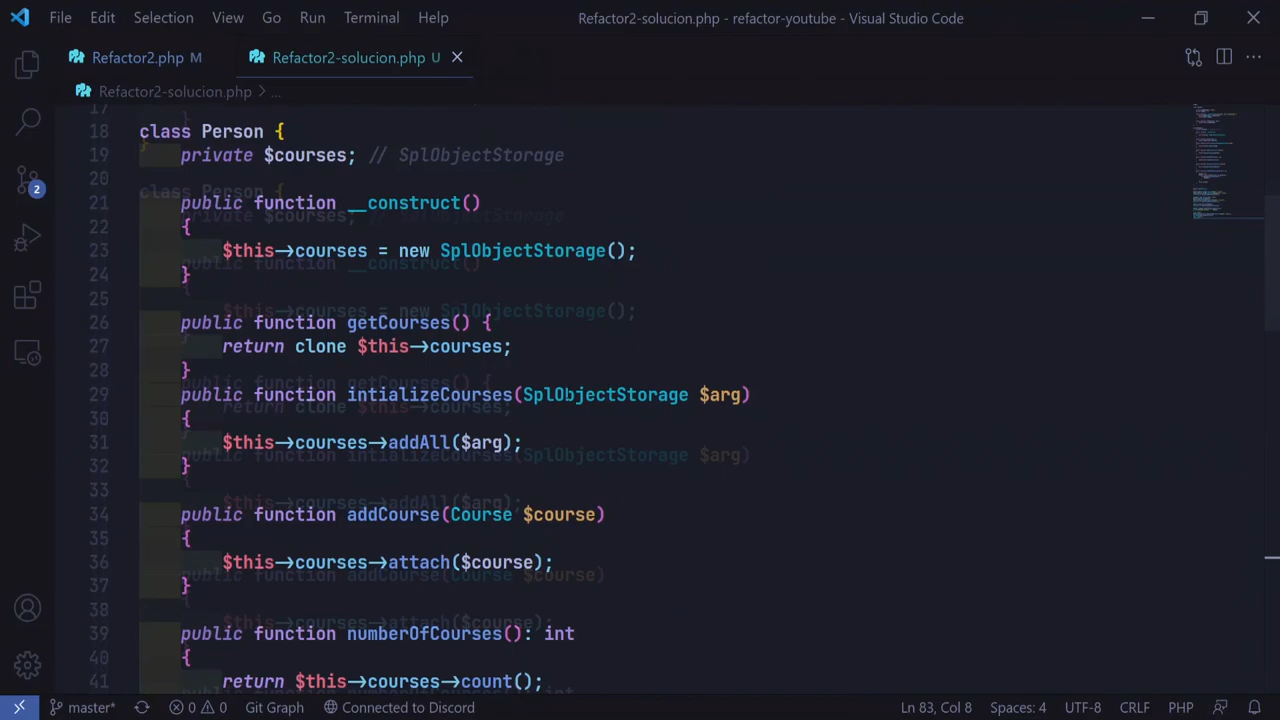 File Edit Selection View Go Run Terminal Help Refactor2-solucion.php - refactor-youtube - Visual Studio Code
Refactor2.php M Refactor2-solucion.php U
Refactor2-solucion.php > ...
17
18 class Person {
19 private $courses; // SplObjectStorage
20
21 public function __construct()
22 {
23 $this->courses = new SplObjectStorage();
24 }
25
26 public function getCourses() {
27 return clone $this->courses;
28 }
29 public function intializeCourses(SplObjectStorage $arg)
30 {
31 $this->courses->addAll($arg);
32 }
33
34 public function addCourse(Course $course)
35 {
36 $this->courses->attach($course);
37 }
38
39 public function numberOfCourses(): int
40 {
41 return $this->courses->count();
2
master* 0 0 Git Graph Connected to Discord Ln 83, Col 8 Spaces: 4 UTF-8 CRLF PHP